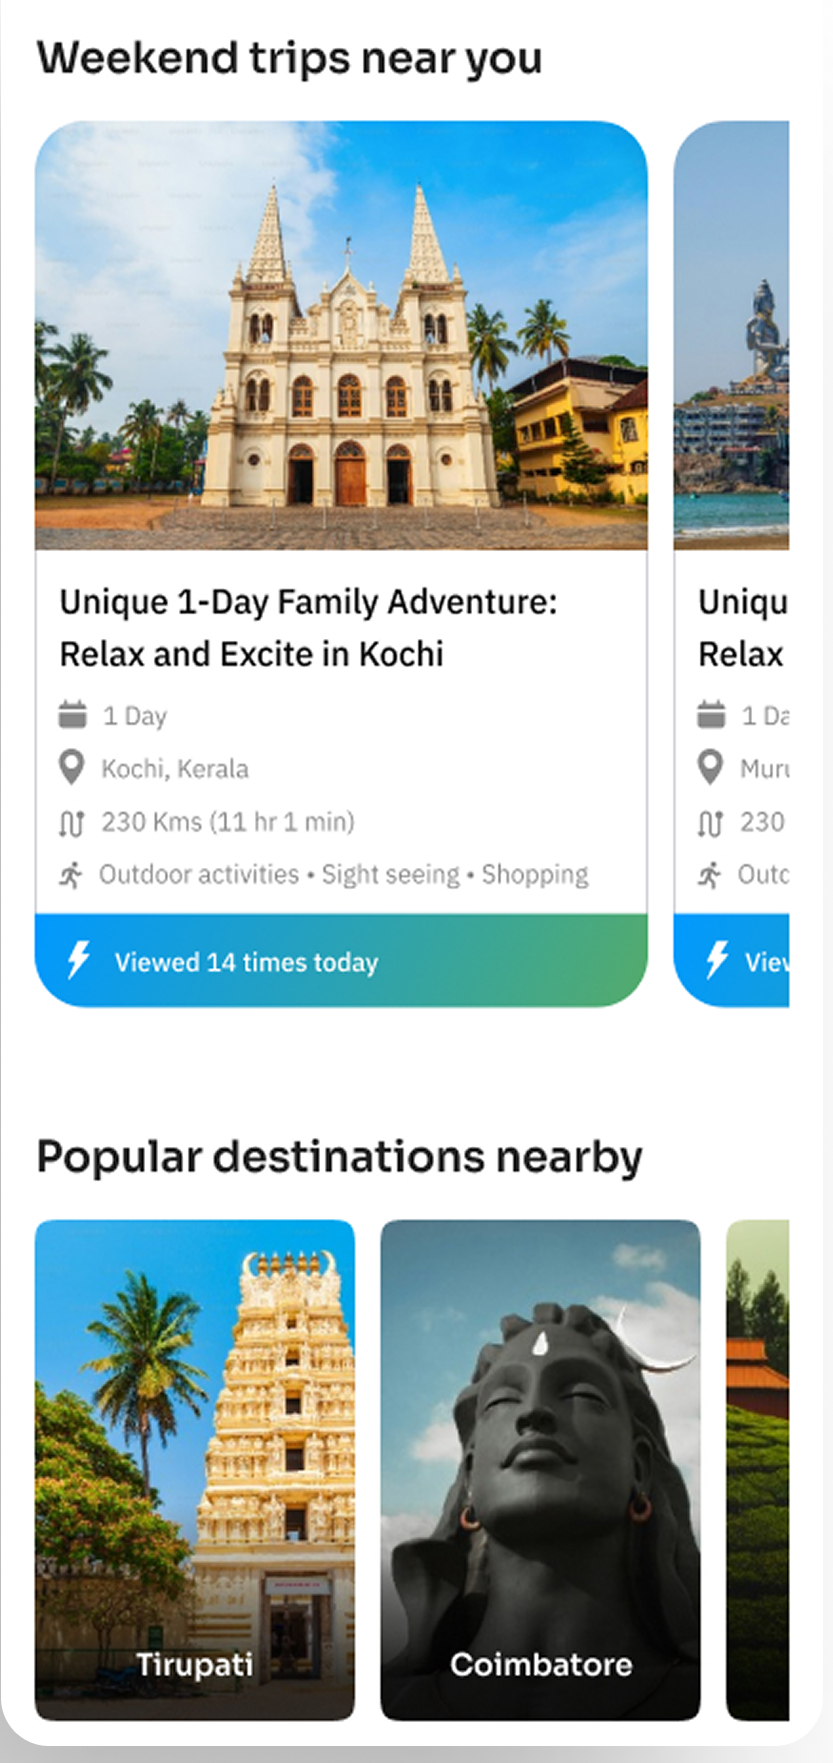 Weekend trips near you
Unique 1-Day Family Adventure:
Relax and Excite in Kochi
1 Day
Kochi, Kerala
230 Kms (11 hr 1 min)
Outdoor activities • Sight seeing • Shopping
Viewed 14 times today
Uniqu
Relax
1 Da
Muru
230
Outd
View
Popular destinations nearby
Tirupati
Coimbatore